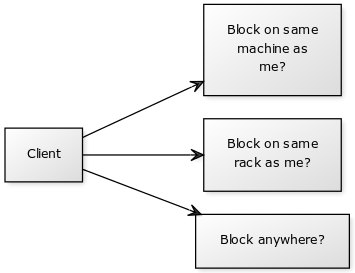 Block on same
machine as
me?
Client
Block on same
rack as me?
Block anywhere?